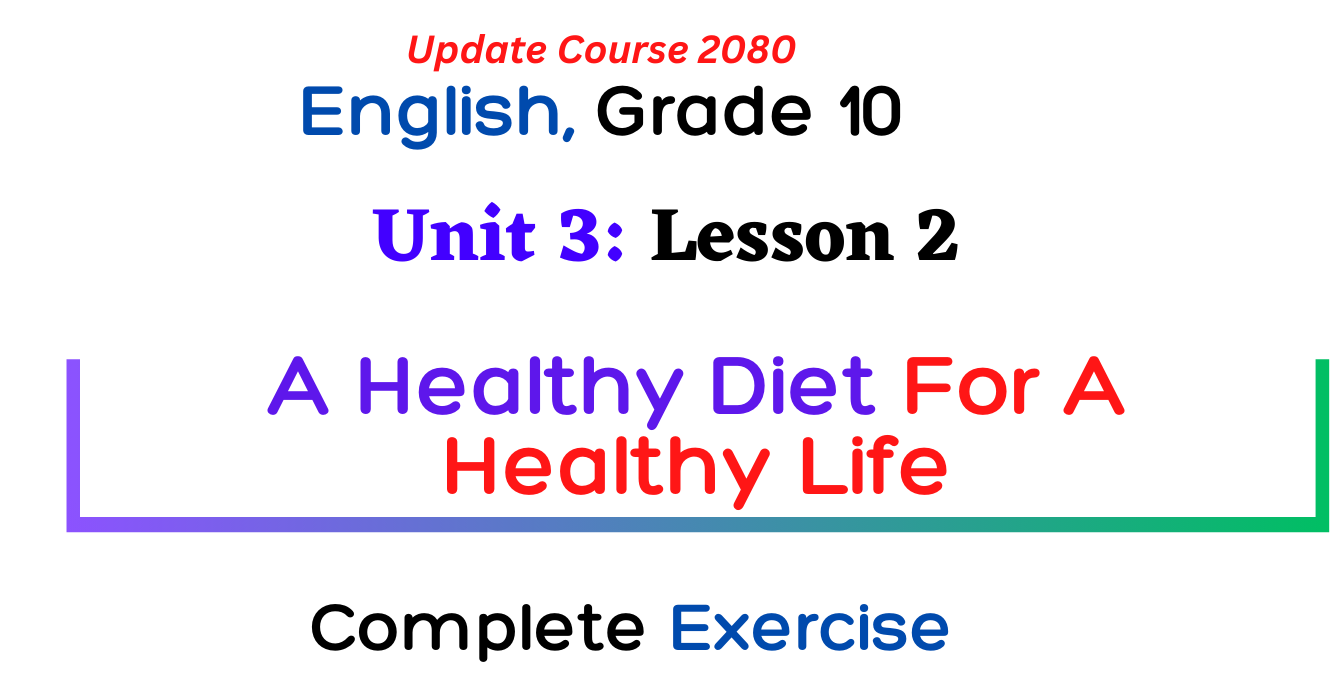 Update Course 2080
English, Grade 10
Unit 3: Lesson 2
A Healthy Diet For A
Healthy Life
Complete Exercise